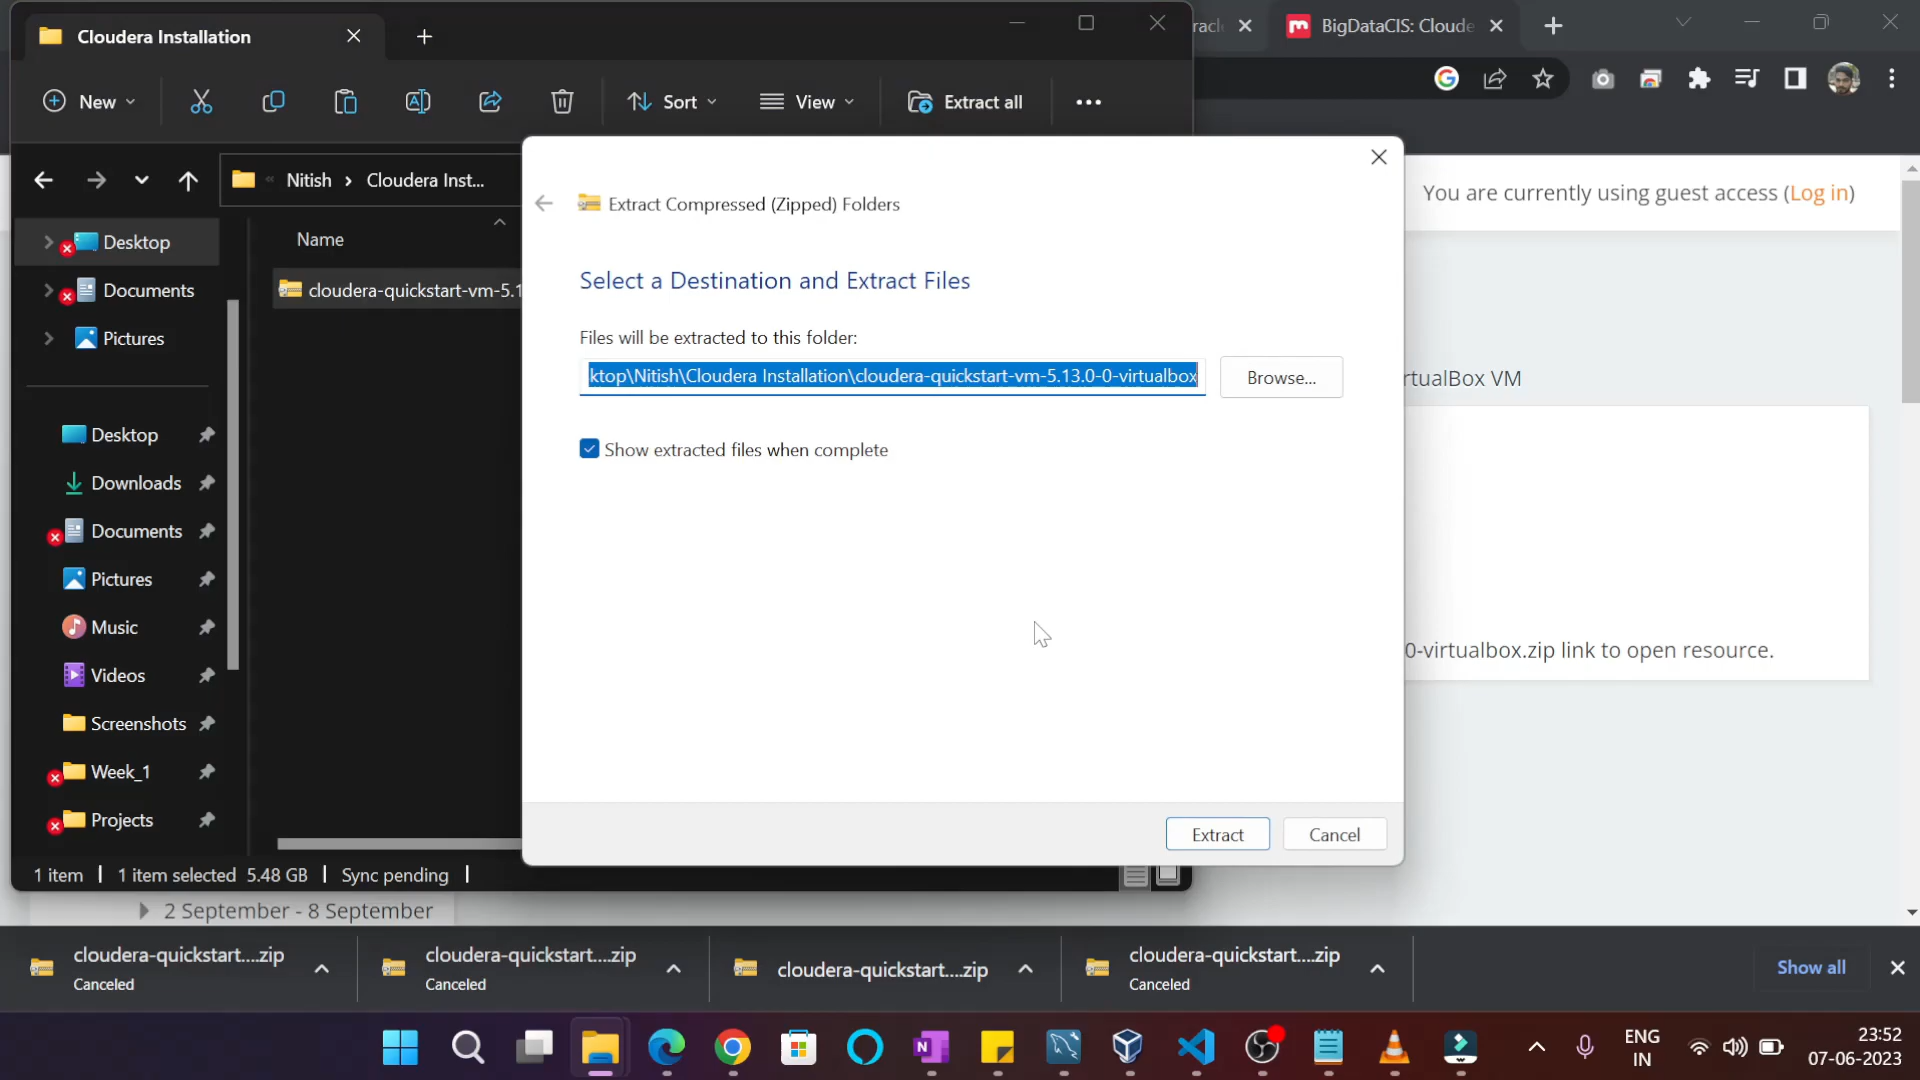 Cloudera Installation
BigDataCIS: Cloude
New
Sort
View
Extract all
Nitish
Cloudera Inst...
You are currently using guest access (Log in)
Extract Compressed (Zipped) Folders
Desktop
Name
Documents
cloudera-quickstart-vm-5.1
Select a Destination and Extract Files
Pictures
Files will be extracted to this folder:
ktop\Nitish\Cloudera Installation\cloudera-quickstart-vm-5.13.0-0-virtualbox
Browse...
rtualBox VM
Desktop
Show extracted files when complete
Downloads
Documents
Pictures
Music
Videos
0-virtualbox.zip link to open resource.
Screenshots
Week_1
Projects
Extract
Cancel
1 item
1 item selected 5.48 GB
Sync pending
2 September - 8 September
cloudera-quickstart....zip
Canceled
cloudera-quickstart....zip
Canceled
cloudera-quickstart....zip
cloudera-quickstart....zip
Canceled
Show all
ENG
IN
23:52
07-06-2023